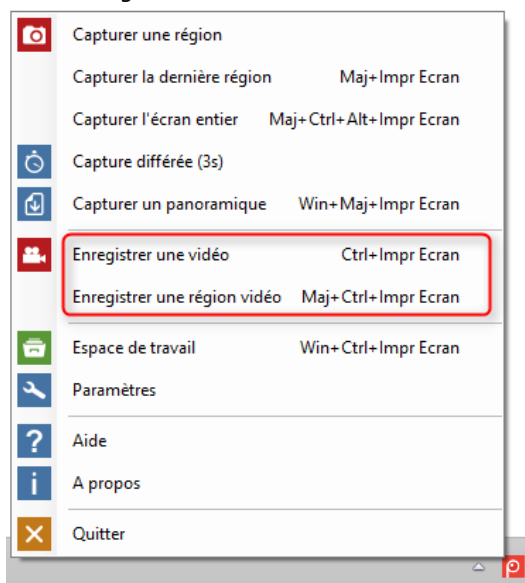 Capturer une région
Capturer la dernière région Maj+Impr Ecran
Capturer l'écran entier Maj+Ctrl+Alt+Impr Ecran
Capture différée (3s)
Capturer un panoramique Win+Maj+Impr Ecran
Enregistrer une vidéo Ctrl+Impr Ecran
Enregistrer une région vidéo Maj+Ctrl+Impr Ecran
Espace de travail Win+Ctrl+Impr Ecran
Paramètres
? Aide
i A propos
Quitter